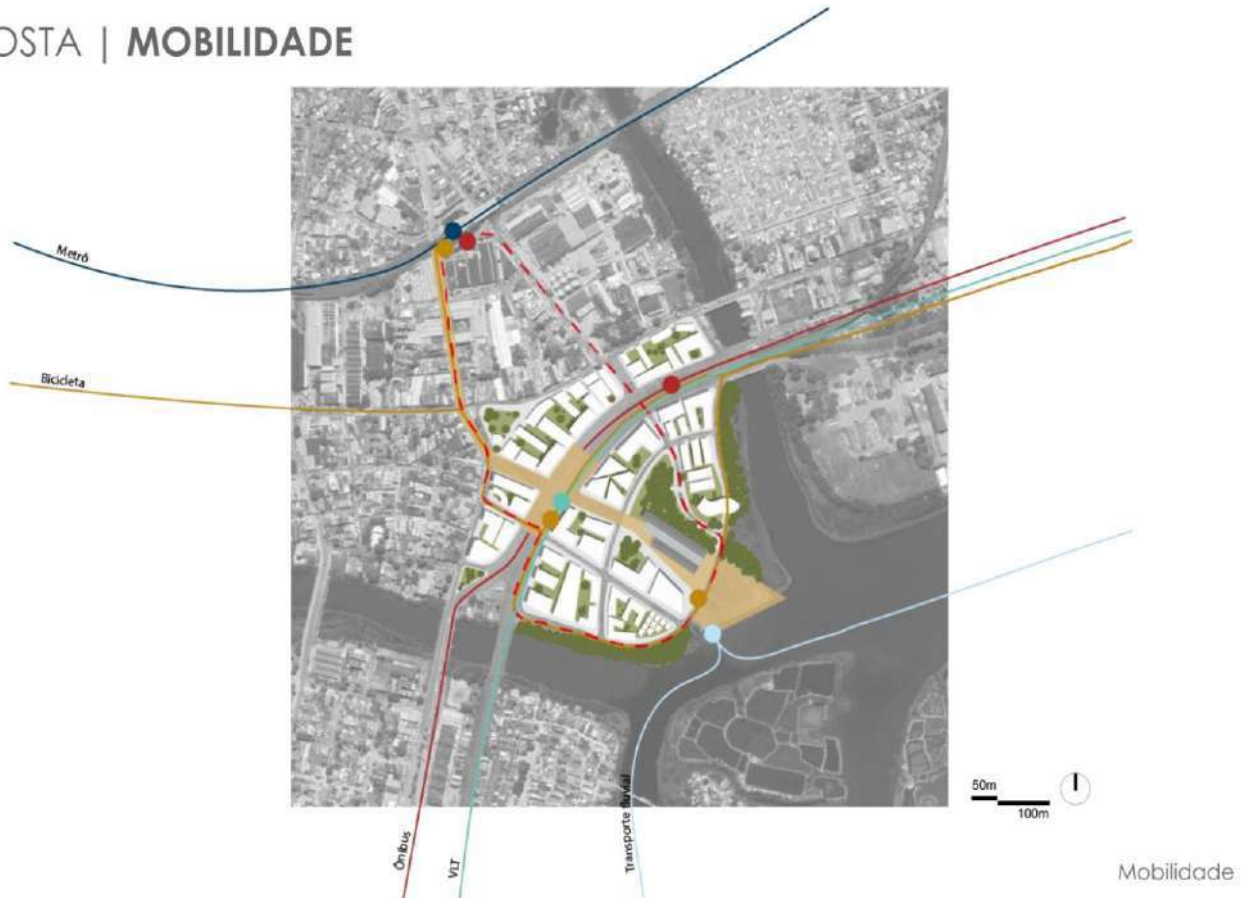 OSTA | MOBILIDADE
Metrô
Bicicleta
50m
100m
Ônibus
VLT
Transporte fluvial
Mobilidade